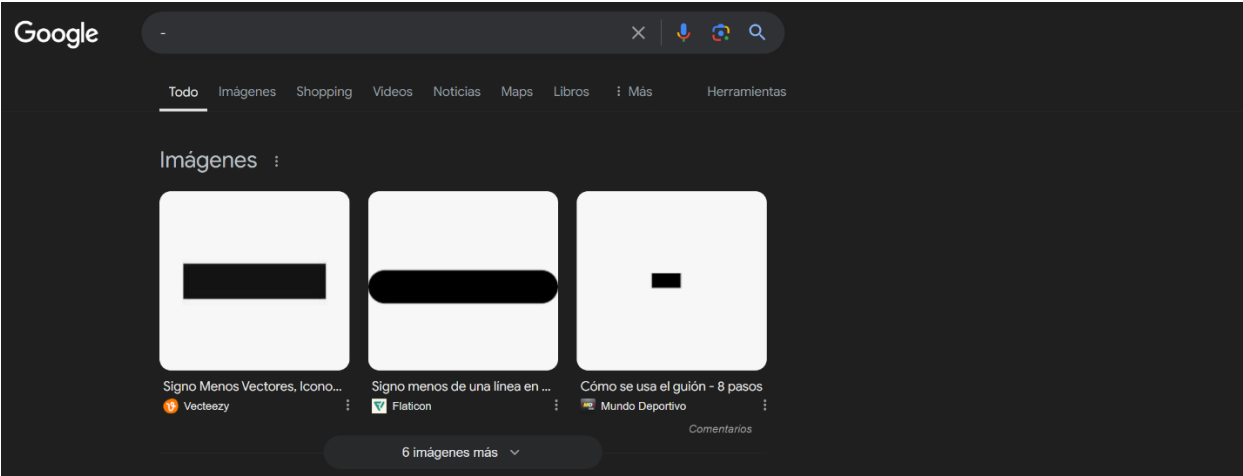 Google
-
Todo Imágenes Shopping Videos Noticias Maps Libros Más Herramientas
Imágenes
Signo Menos Vectores, Icono...
Vecteezy
Signo menos de una línea en ...
Flaticon
Cómo se usa el guión - 8 pasos
Mundo Deportivo
Comentarios
6 imágenes más